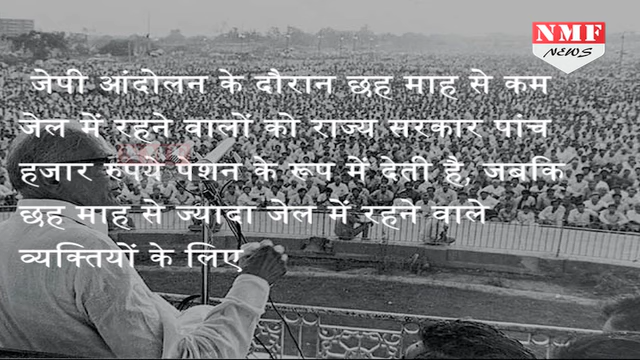 NMF
NEWS
जेपी आंदोलन के दौरान छह माह से कम
जेल में रहने वालों को राज्य सरकार पांच
हजार रुपये पेंशन के रूप में देती है, जबकि
छह माह से ज्यादा जेल में रहने वाले
व्यक्तियों के लिए